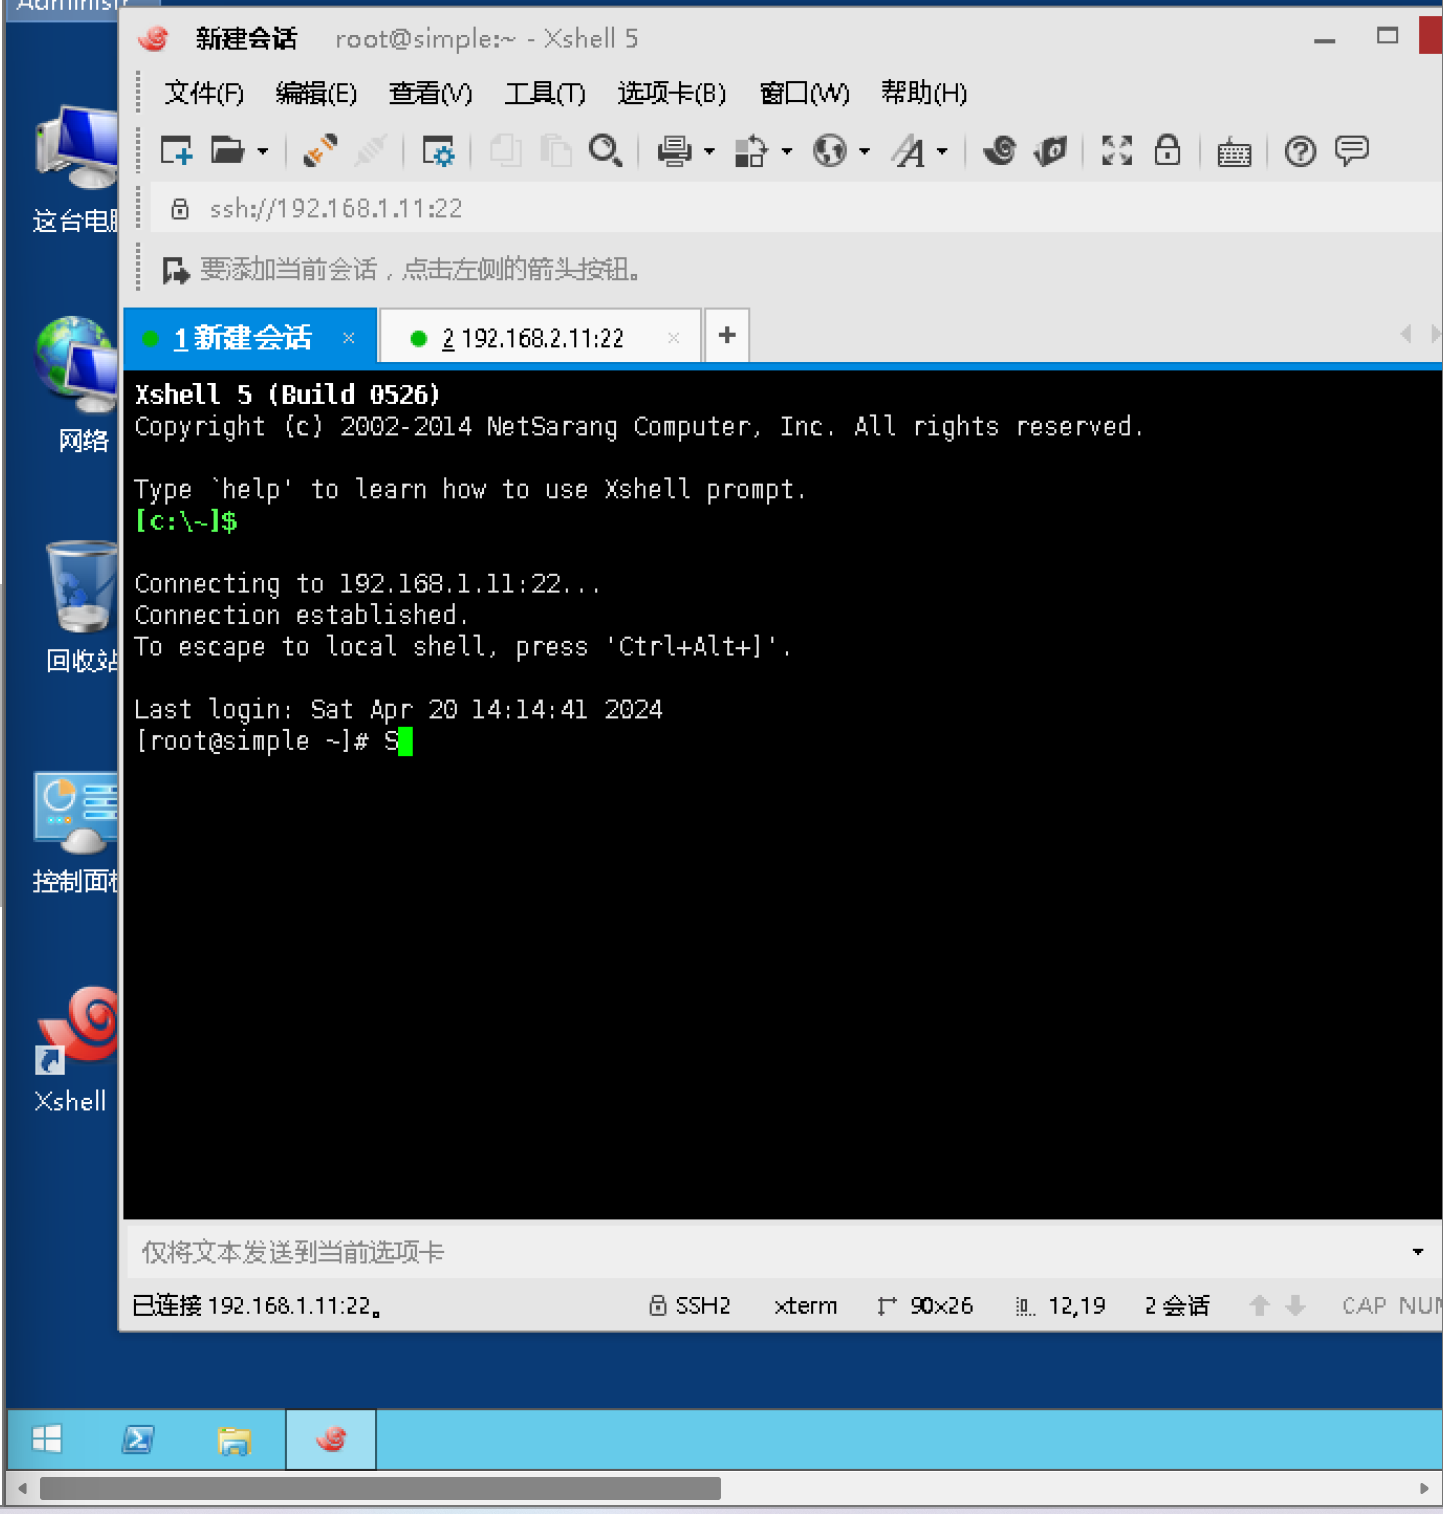 新建会话 root@simple:~ - Xshell 5
文件(F) 编辑(E) 查看(V) 工具(T) 选项卡(B) 窗口(W) 帮助(H)
ssh://192.168.1.11:22
要添加当前会话，点击左侧的箭头按钮。
1 新建会话 × 2 192.168.2.11:22 × +
Xshell 5 (Build 0526)
Copyright (c) 2002-2014 NetSarang Computer, Inc. All rights reserved.
Type `help' to learn how to use Xshell prompt.
[c:\~]$
Connecting to 192.168.1.11:22...
Connection established.
To escape to local shell, press 'Ctrl+Alt+]'.
Last login: Sat Apr 20 14:14:41 2024
[root@simple ~]# S
仅将文本发送到当前选项卡
已连接 192.168.1.11:22。 SSH2 xterm 90×26 12,19 2 会话 CAP NUM
这台电脑
网络
回收站
控制面板
Xshell